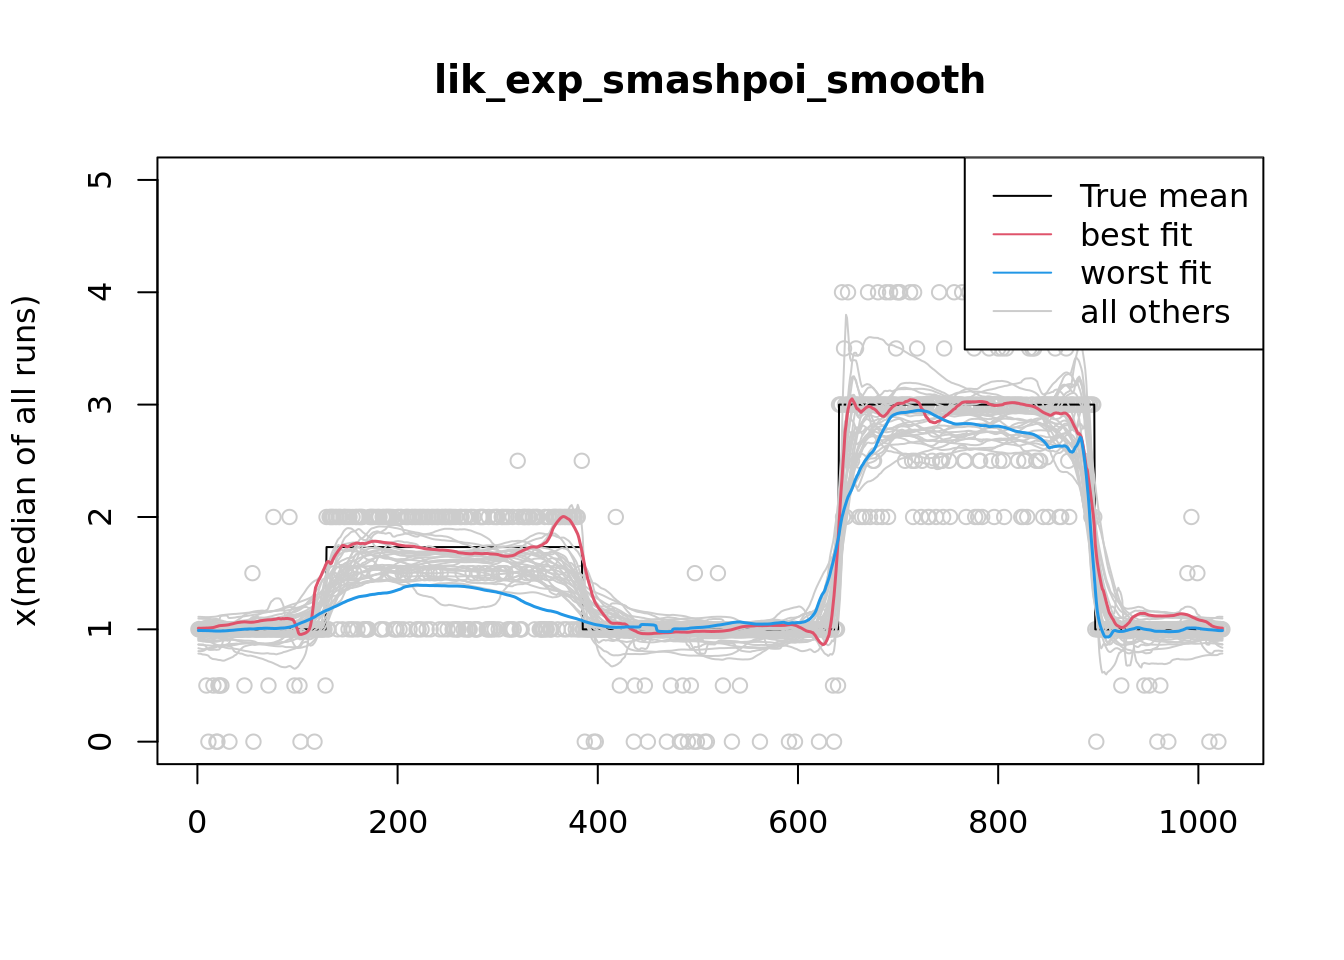 lik_exp_smashpoi_smooth
x(median of all runs)
5
4
3
2
1
0
True mean
best fit
worst fit
all others
0 200 400 600 800 1000